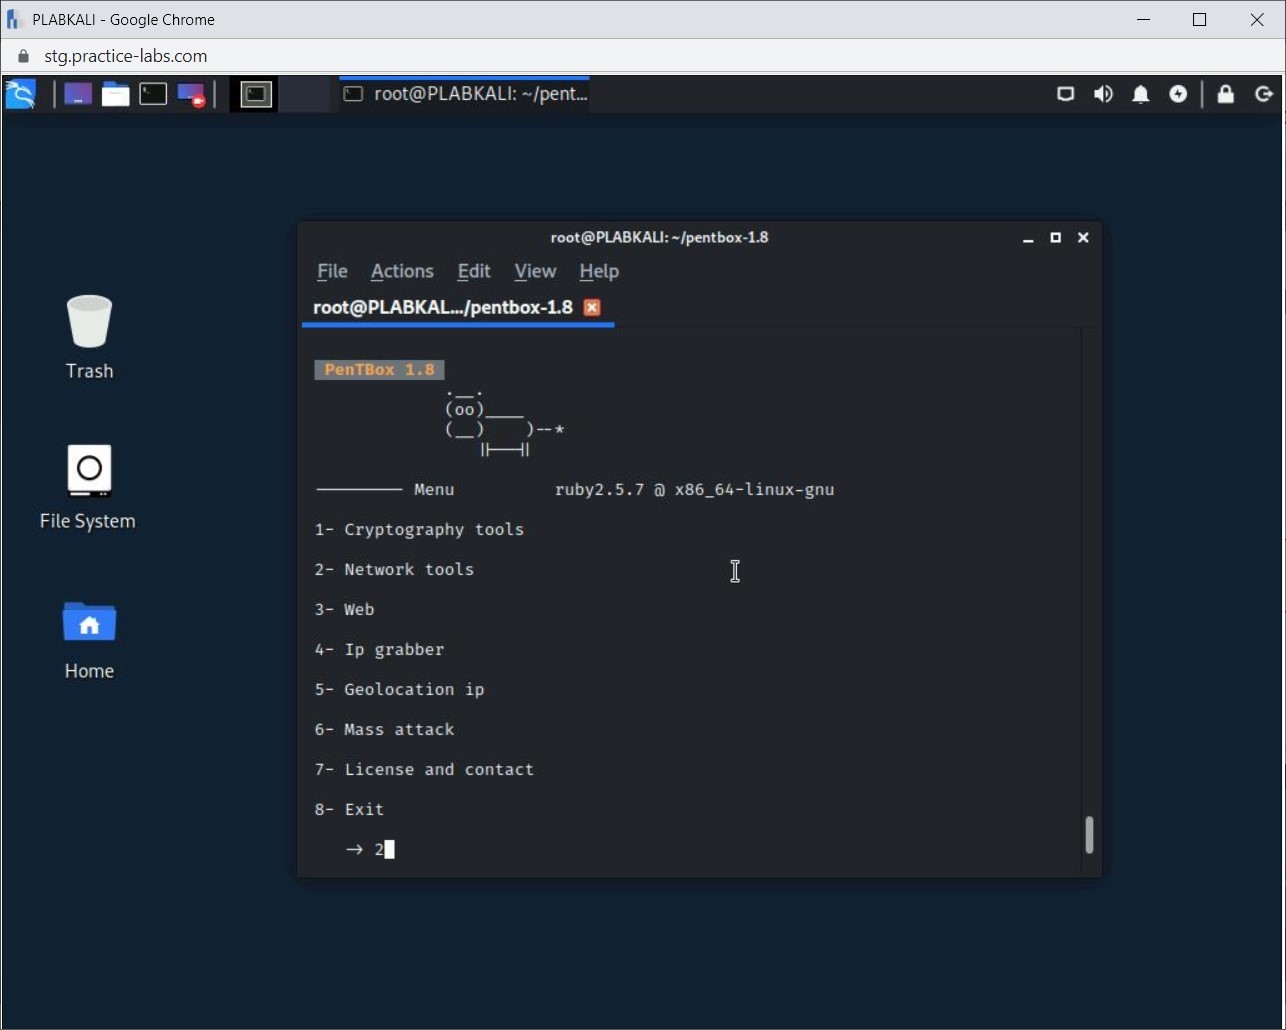 PLABKALI - Google Chrome
stg.practice-labs.com
root@PLABKALI: ~/pent...
Trash
File System
Home
root@PLABKALI: ~/pentbox-1.8
File Actions Edit View Help
root@PLABKAL.../pentbox-1.8
PenTBox 1.8
.__.
(oo)____
(__)    )--*
||----||
--------- Menu ruby2.5.7 @ x86_64-linux-gnu
1- Cryptography tools
2- Network tools
3- Web
4- Ip grabber
5- Geolocation ip
6- Mass attack
7- License and contact
8- Exit
-> 2